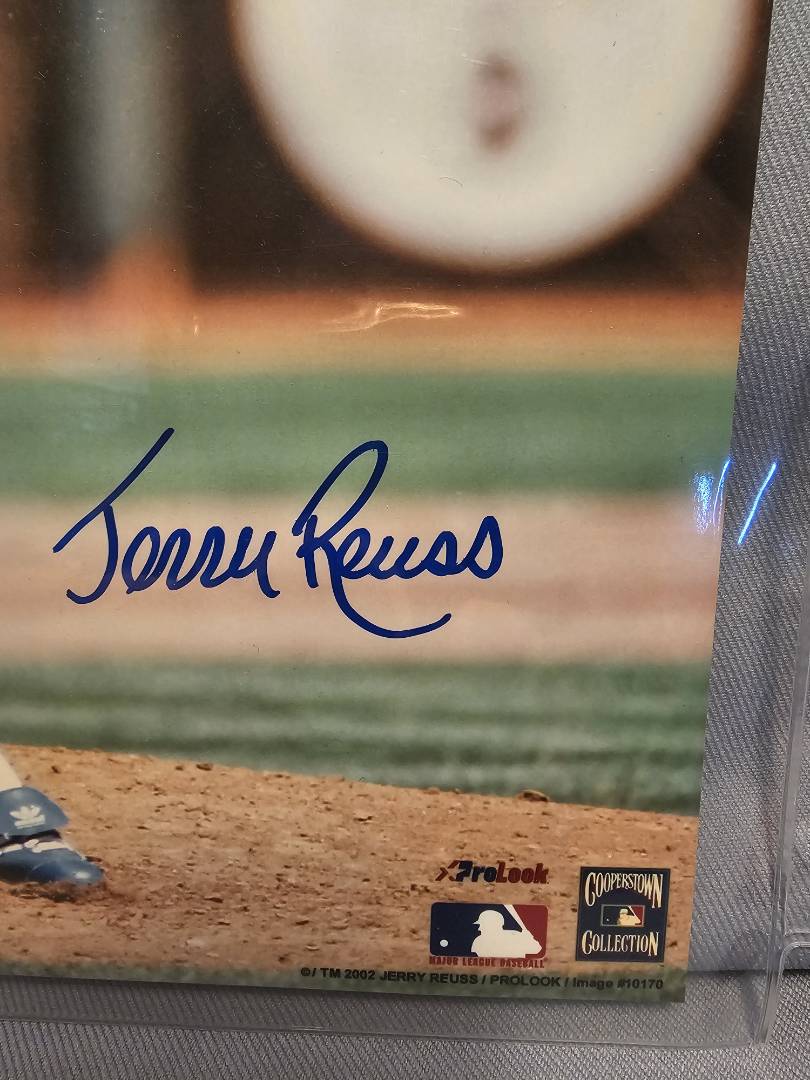 Jerry Reuss
ProLook
COOPERSTOWN
COLLECTION
MAJOR LEAGUE BASEBALL
©/ TM 2002 JERRY REUSS / PROLOOK / Image #10170